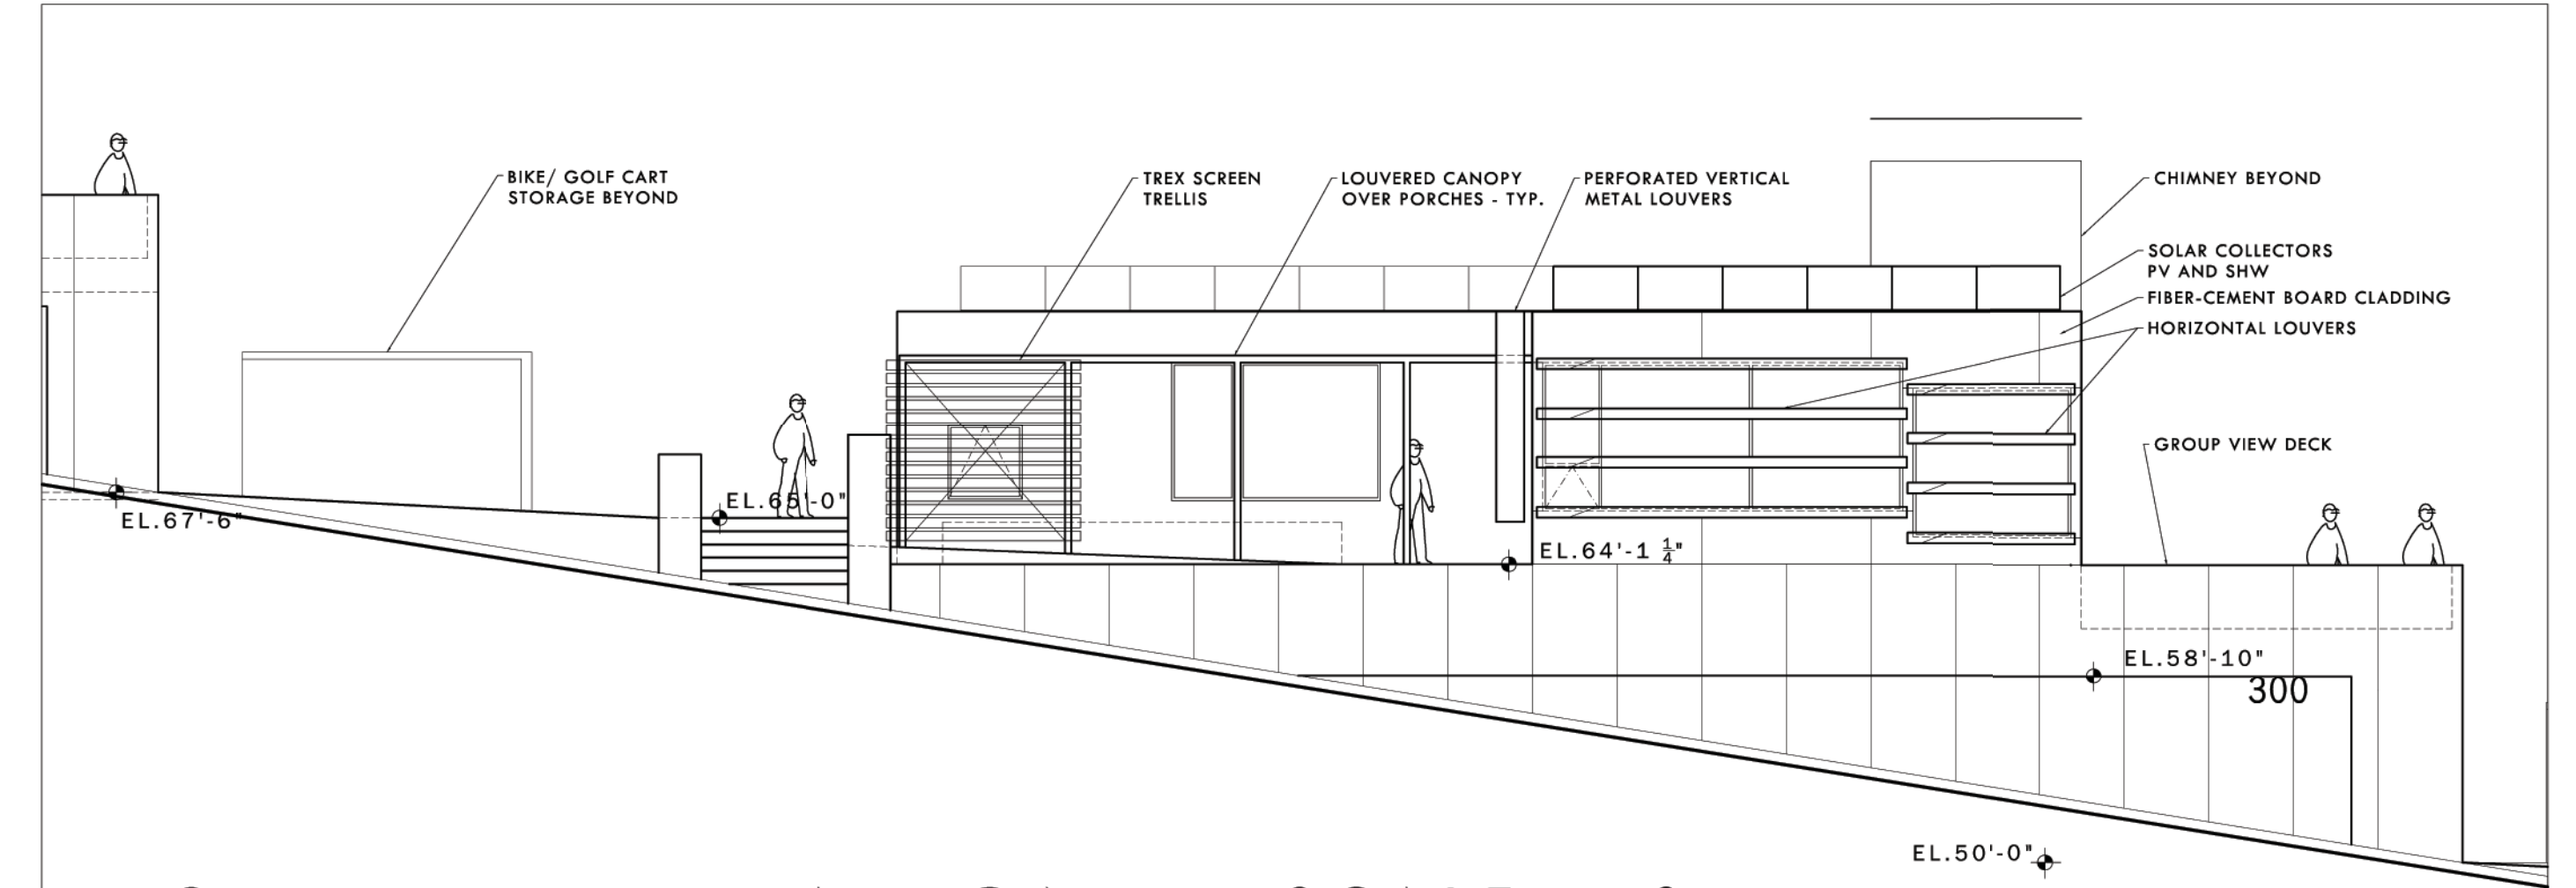 BIKE/ GOLF CART
STORAGE BEYOND
TREX SCREEN
TRELLIS
LOUVERED CANOPY
OVER PORCHES - TYP.
PERFORATED VERTICAL
METAL LOUVERS
CHIMNEY BEYOND
SOLAR COLLECTORS
PV AND SHW
FIBER-CEMENT BOARD CLADDING
HORIZONTAL LOUVERS
GROUP VIEW DECK
EL.65'-0"
EL.67'-6"
EL.64'-1 1/4"
EL.58'-10"
300
EL.50'-0"